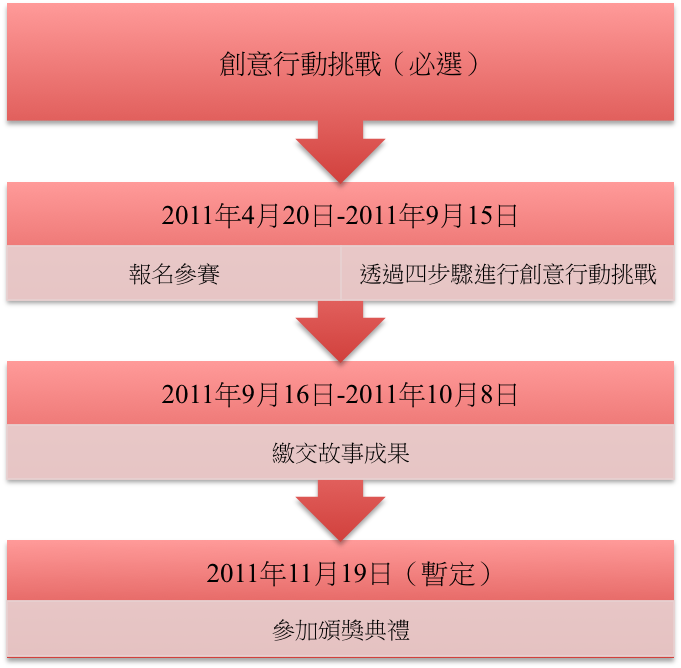 創意行動挑戰（必選）
2011年4月20日-2011年9月15日
報名參賽
透過四步驟進行創意行動挑戰
2011年9月16日-2011年10月8日
繳交故事成果
2011年11月19日（暫定）
參加頒獎典禮